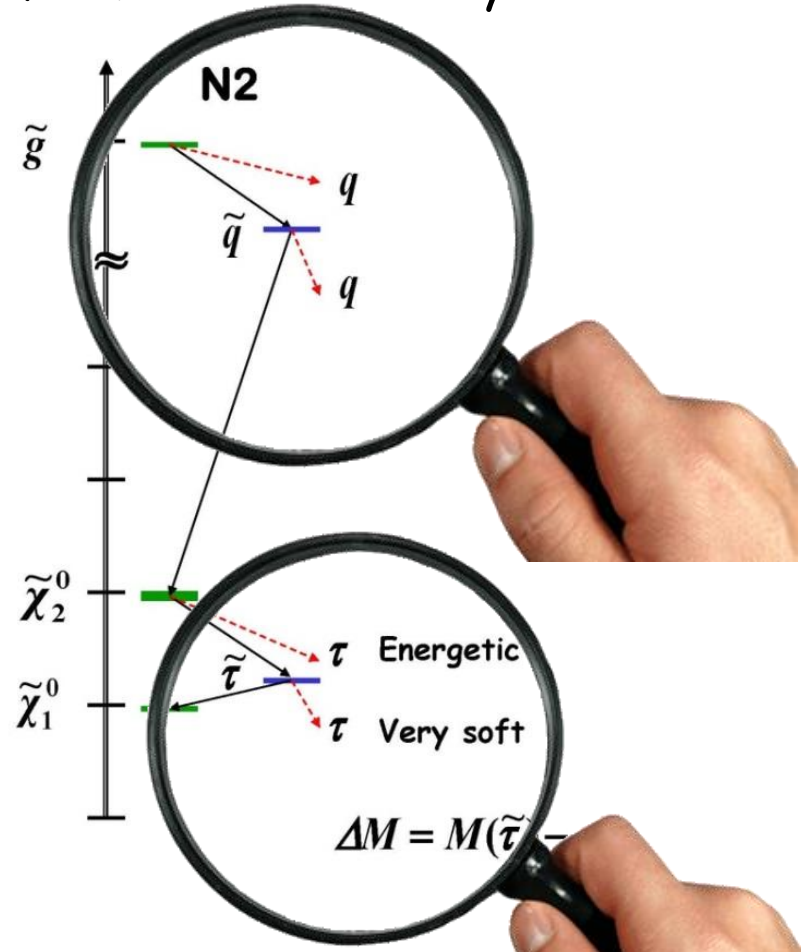 N2
g̃
q
q̃
q
χ̃₂⁰
τ Energetic
τ̃
χ̃₁⁰
τ Very soft
ΔM = M(τ̃) −